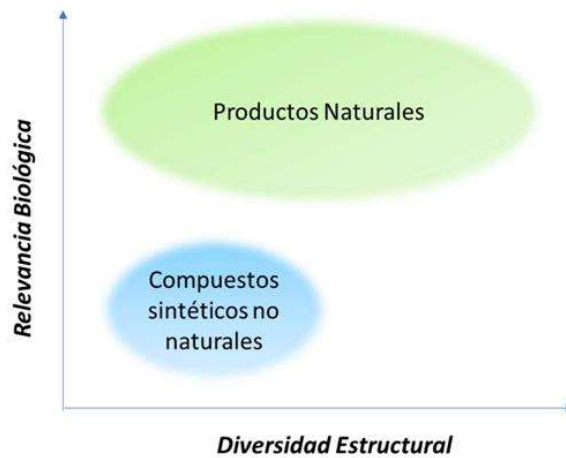 Relevancia Biológica
Productos Naturales
Compuestos
sintéticos no
naturales
Diversidad Estructural